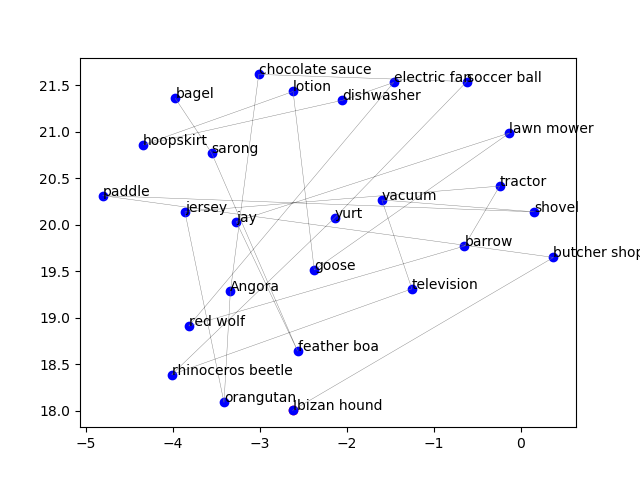 chocolate sauce
electric fan
soccer ball
21.5
lotion
bagel
dishwasher
21.0
lawn mower
hoopskirt
sarong
20.5
tractor
paddle
vacuum
jersey
shovel
20.0
jay
yurt
barrow
19.5
butcher shop
goose
Angora
television
19.0
red wolf
18.5
feather boa
rhinoceros beetle
18.0
orangutan
Ibizan hound
−5 −4 −3 −2 −1 0